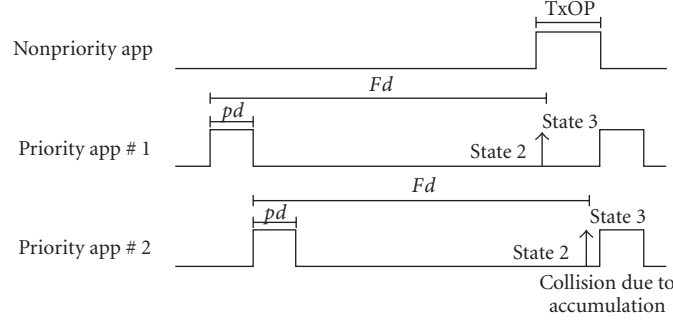 TxOP
Nonpriority app
Fd
pd
State 3
Priority app # 1
State 2
Fd
pd
State 3
Priority app # 2
State 2
Collision due to
accumulation